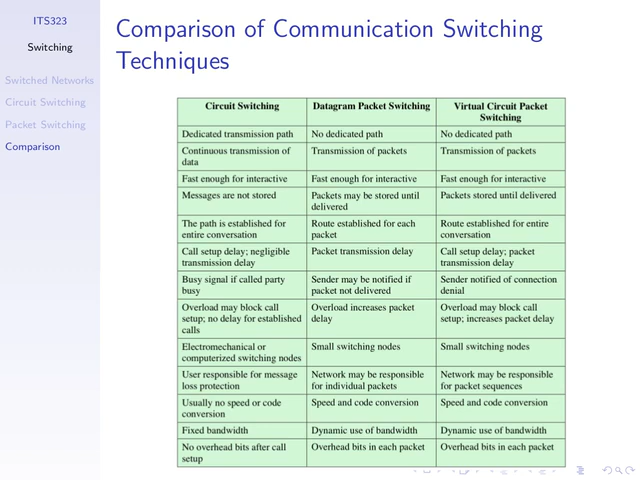 ITS323
Switching
Switched Networks
Circuit Switching
Packet Switching
Comparison
Comparison of Communication Switching
Techniques
Circuit Switching | Datagram Packet Switching | Virtual Circuit Packet Switching
Dedicated transmission path | No dedicated path | No dedicated path
Continuous transmission of data | Transmission of packets | Transmission of packets
Fast enough for interactive | Fast enough for interactive | Fast enough for interactive
Messages are not stored | Packets may be stored until delivered | Packets stored until delivered
The path is established for entire conversation | Route established for each packet | Route established for entire conversation
Call setup delay; negligible transmission delay | Packet transmission delay | Call setup delay; packet transmission delay
Busy signal if called party busy | Sender may be notified if packet not delivered | Sender notified of connection denial
Overload may block call setup; no delay for established calls | Overload increases packet delay | Overload may block call setup; increases packet delay
Electromechanical or computerized switching nodes | Small switching nodes | Small switching nodes
User responsible for message loss protection | Network may be responsible for individual packets | Network may be responsible for packet sequences
Usually no speed or code conversion | Speed and code conversion | Speed and code conversion
Fixed bandwidth | Dynamic use of bandwidth | Dynamic use of bandwidth
No overhead bits after call setup | Overhead bits in each packet | Overhead bits in each packet